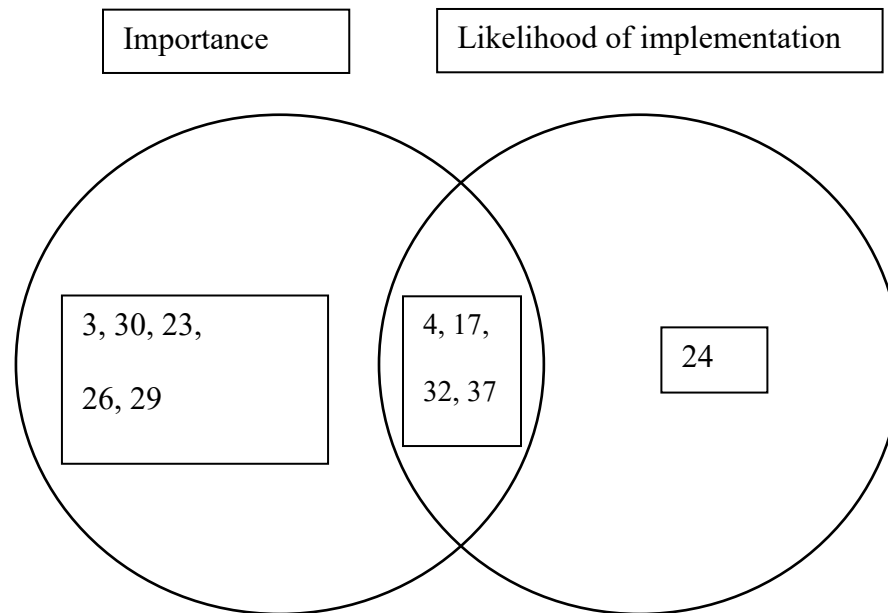 Importance
Likelihood of implementation
3, 30, 23,
26, 29
4, 17,
32, 37
24